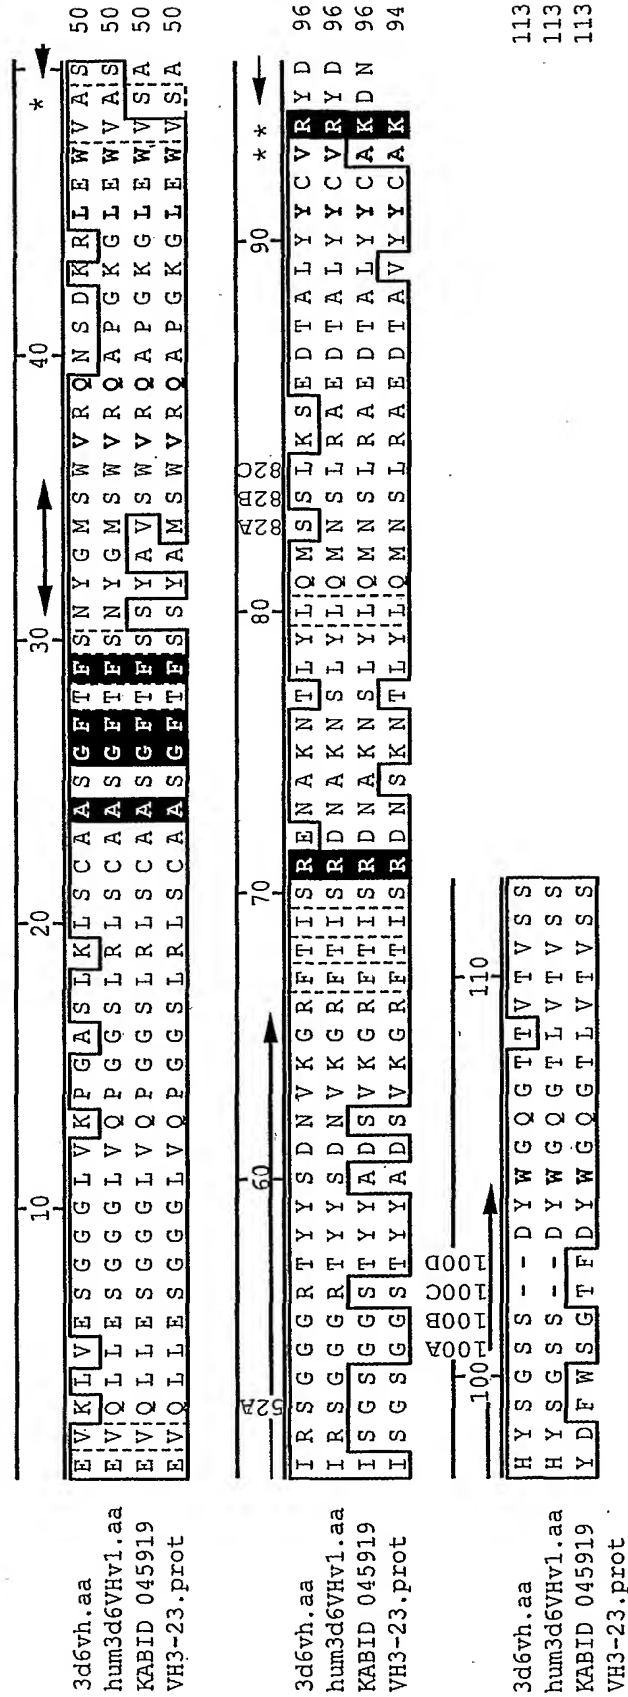 10 20 30 40 *
3d6vh.aa E V K L V E S G G G L V K P G A S L K L S C A A S G F T F S N Y G M S W V R Q N S D K R L E W V A S 50
hum3d6VHv1.aa E V Q L L E S G G G L V Q P G G S L R L S C A A S G F T F S N Y G M S W V R Q A P G K G L E W V A S 50
KABID 045919 E V Q L L E S G G G L V Q P G G S L R L S C A A S G F T F S S Y A V S W V R Q A P G K G L E W V S A 50
VH3-23.prot E V Q L L E S G G G L V Q P G G S L R L S C A A S G F T F S S Y A M S W V R Q A P G K G L E W V S A 50
52A 60 70 80 82A 82B 82C 90 * *
3d6vh.aa I R S G G G R T Y Y S D N V K G R F T I S R E N A K N T L Y L Q M S S L K S E D T A L Y Y C V R Y D 96
hum3d6VHv1.aa I R S G G G R T Y Y S D N V K G R F T I S R D N A K N S L Y L Q M N S L R A E D T A L Y Y C V R Y D 96
KABID 045919 I S G S G G S T Y Y A D S V K G R F T I S R D N A K N S L Y L Q M N S L R A E D T A L Y Y C A K D N 96
VH3-23.prot I S G S G G S T Y Y A D S V K G R F T I S R D N S K N T L Y L Q M N S L R A E D T A V Y Y C A K 94
100 100A 100B 100C 100D 110
3d6vh.aa H Y S G S S - - D Y W G Q G T T V T V S S 113
hum3d6VHv1.aa H Y S G S S - - D Y W G Q G T L V T V S S 113
KABID 045919 Y D F W S G T F D Y W G Q G T L V T V S S 113
VH3-23.prot